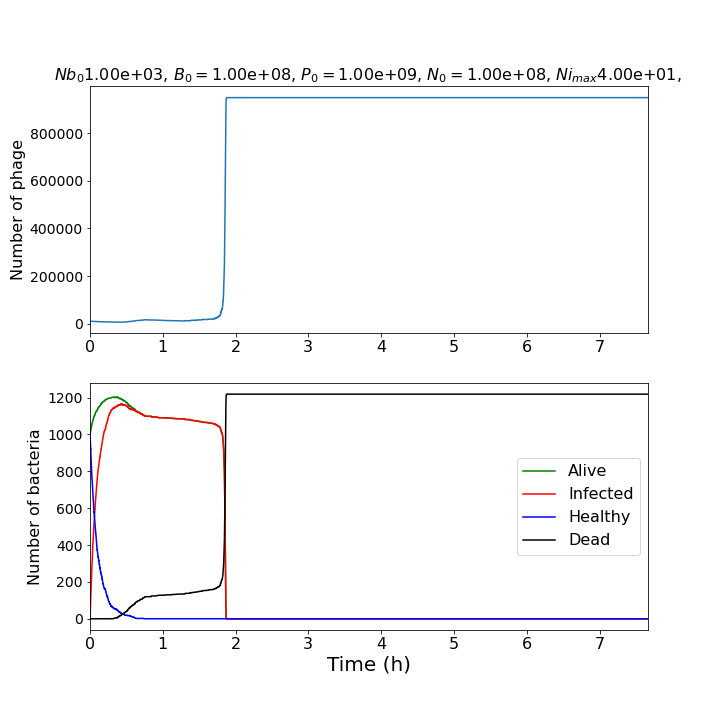 Nb₀1.00e+03, B₀ = 1.00e+08, P₀ = 1.00e+09, N₀ = 1.00e+08, Ni_max4.00e+01,
Number of phage
800000
600000
400000
200000
0
0 1 2 3 4 5 6 7
Number of bacteria
1200
1000
800
600
400
200
0
Alive
Infected
Healthy
Dead
0 1 2 3 4 5 6 7
Time (h)